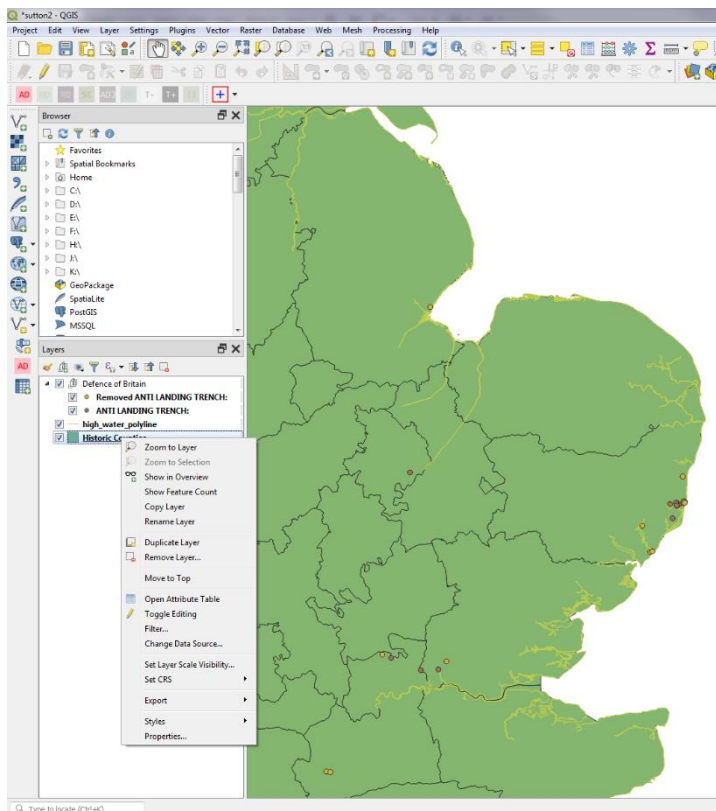 *sutton2 - QGIS
Project Edit View Layer Settings Plugins Vector Raster Database Web Mesh Processing Help
AD
T- T+
Browser
Favorites
Spatial Bookmarks
Home
C:\
D:\
E:\
F:\
H:\
J:\
K:\
GeoPackage
SpatiaLite
PostGIS
MSSQL
Layers
AD
Defence of Britain
Removed ANTI LANDING TRENCH:
ANTI LANDING TRENCH:
high_water_polyline
Historic Counties
Zoom to Layer
Zoom to Selection
Show in Overview
Show Feature Count
Copy Layer
Rename Layer
Duplicate Layer
Remove Layer...
Move to Top
Open Attribute Table
Toggle Editing
Filter...
Change Data Source...
Set Layer Scale Visibility...
Set CRS
Export
Styles
Properties...
Type to locate (Ctrl+K)